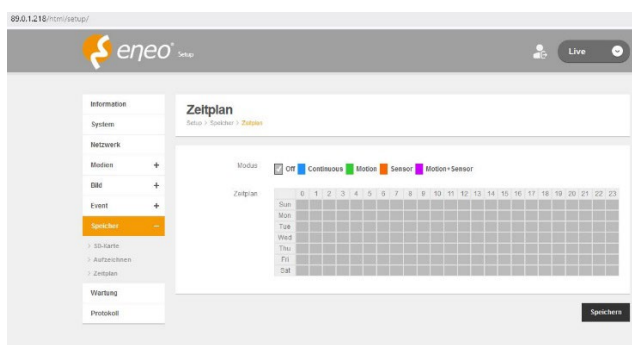 89.0.1.218/html/setup/
eneo Setup
Live
Information
System
Netzwerk
Medien +
Bild +
Event +
Speicher −
> SD-Karte
> Aufzeichnen
> Zeitplan
Wartung
Protokoll
Zeitplan
Setup > Speicher > Zeitplan
Modus Off Continuous Motion Sensor Motion+Sensor
Zeitplan 0 1 2 3 4 5 6 7 8 9 10 11 12 13 14 15 16 17 18 19 20 21 22 23
Sun
Mon
Tue
Wed
Thu
Fri
Sat
Speichern